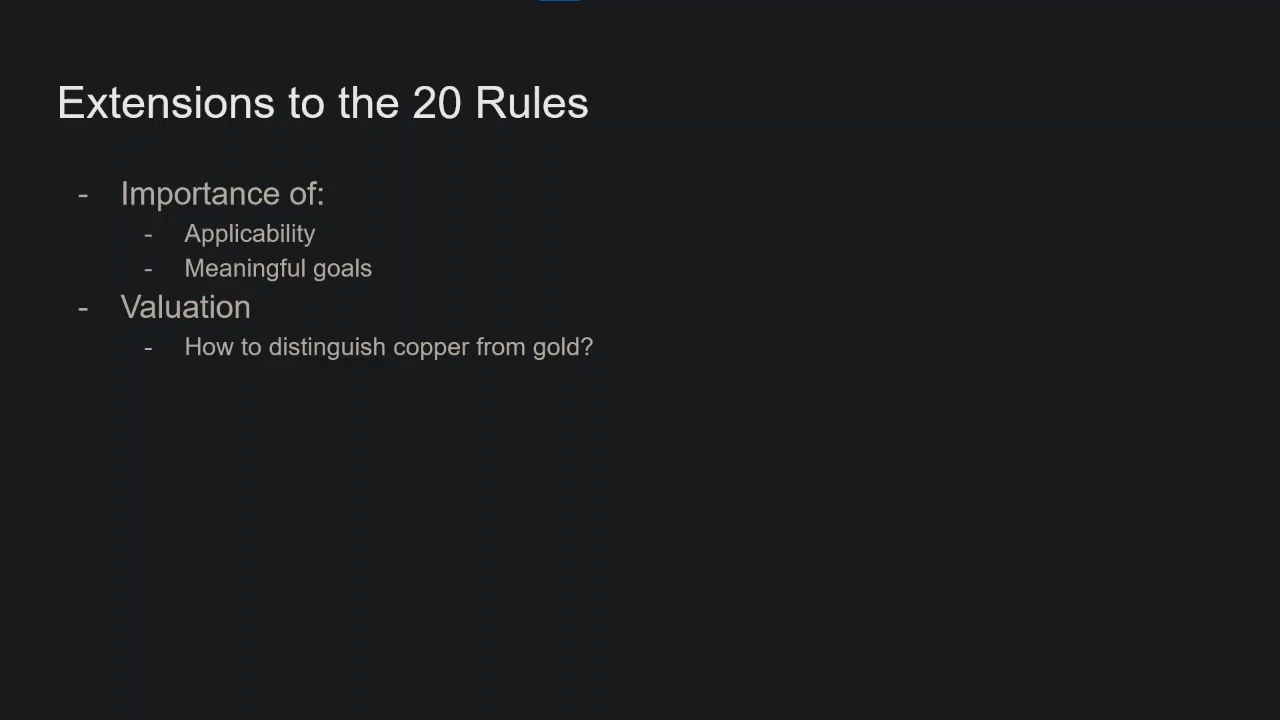 Extensions to the 20 Rules
- Importance of:
- Applicability
- Meaningful goals
- Valuation
- How to distinguish copper from gold?